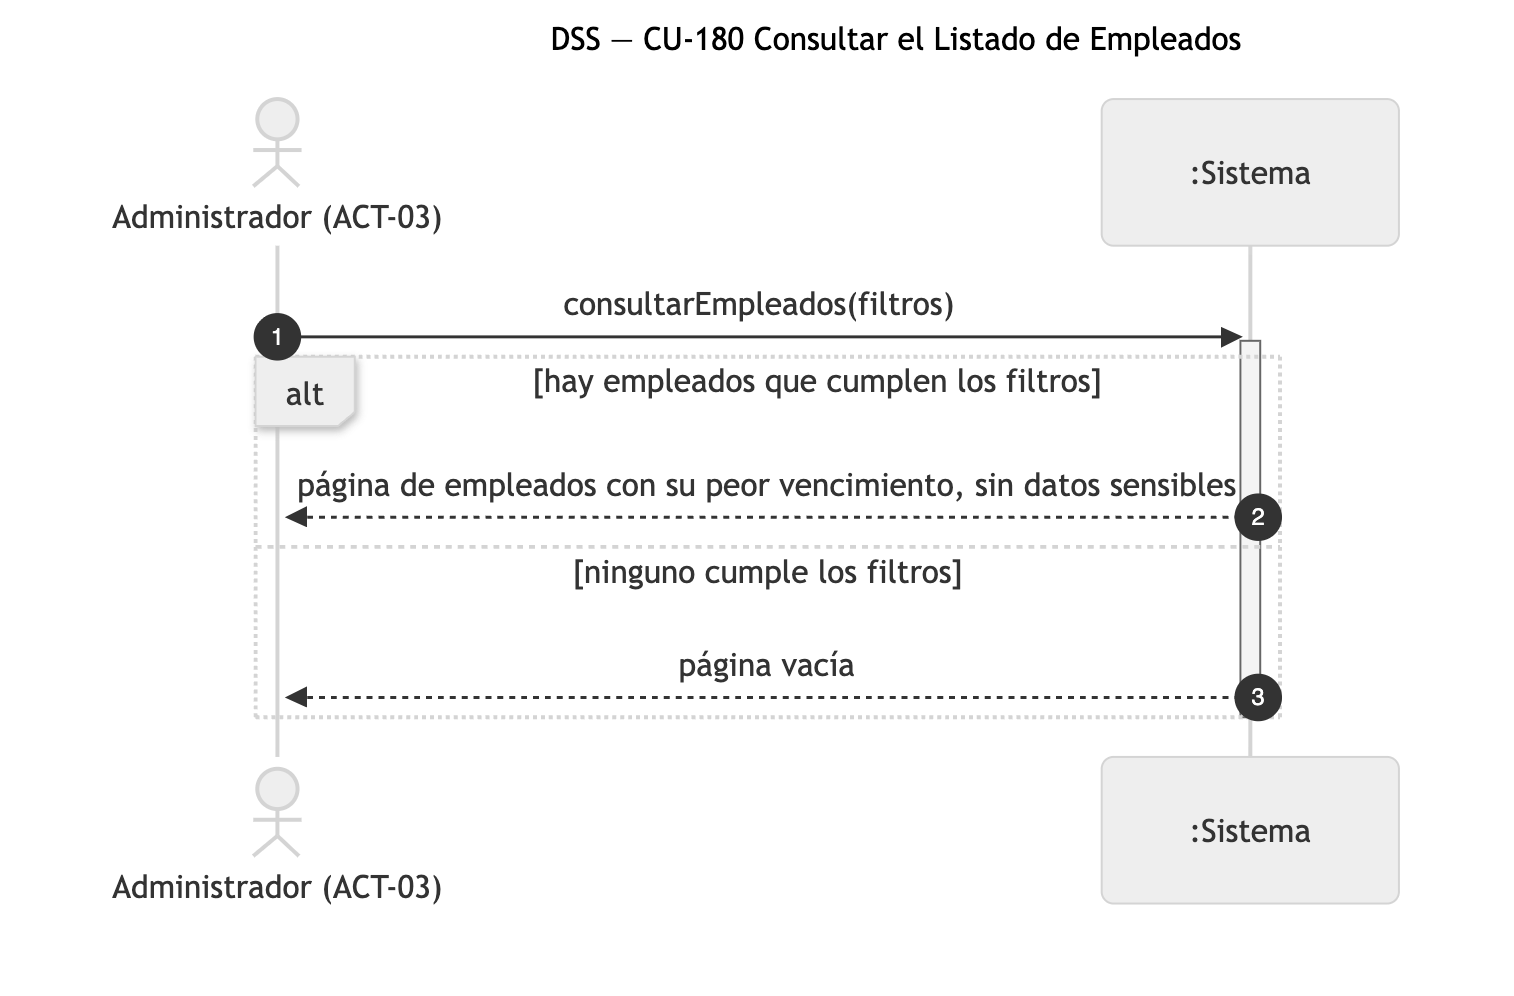 DSS — CU-180 Consultar el Listado de Empleados
:Sistema
Administrador (ACT-03)
consultarEmpleados(filtros)
1
alt
[hay empleados que cumplen los filtros]
página de empleados con su peor vencimiento, sin datos sensibles
2
[ninguno cumple los filtros]
página vacía
3
:Sistema
Administrador (ACT-03)